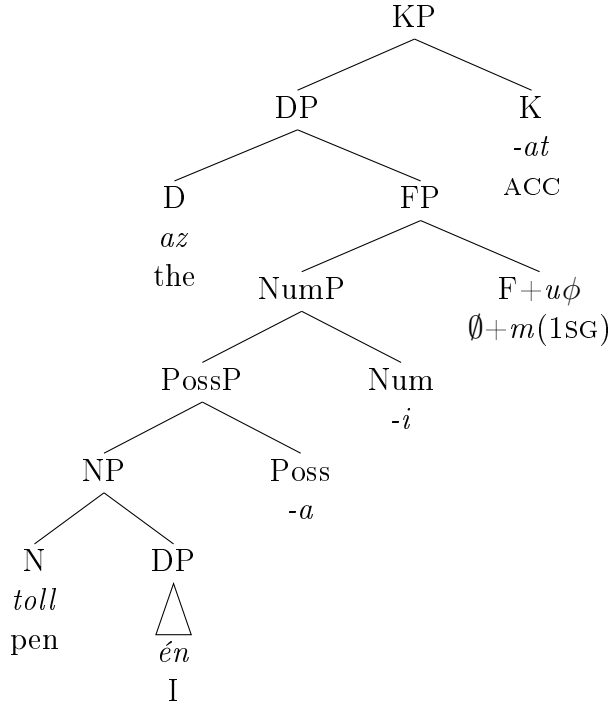 KP
DP K
-at
ACC
D FP
az
the
NumP F+uϕ
∅+m(1SG)
PossP Num
-i
NP Poss
-a
N DP
toll
pen
én
I